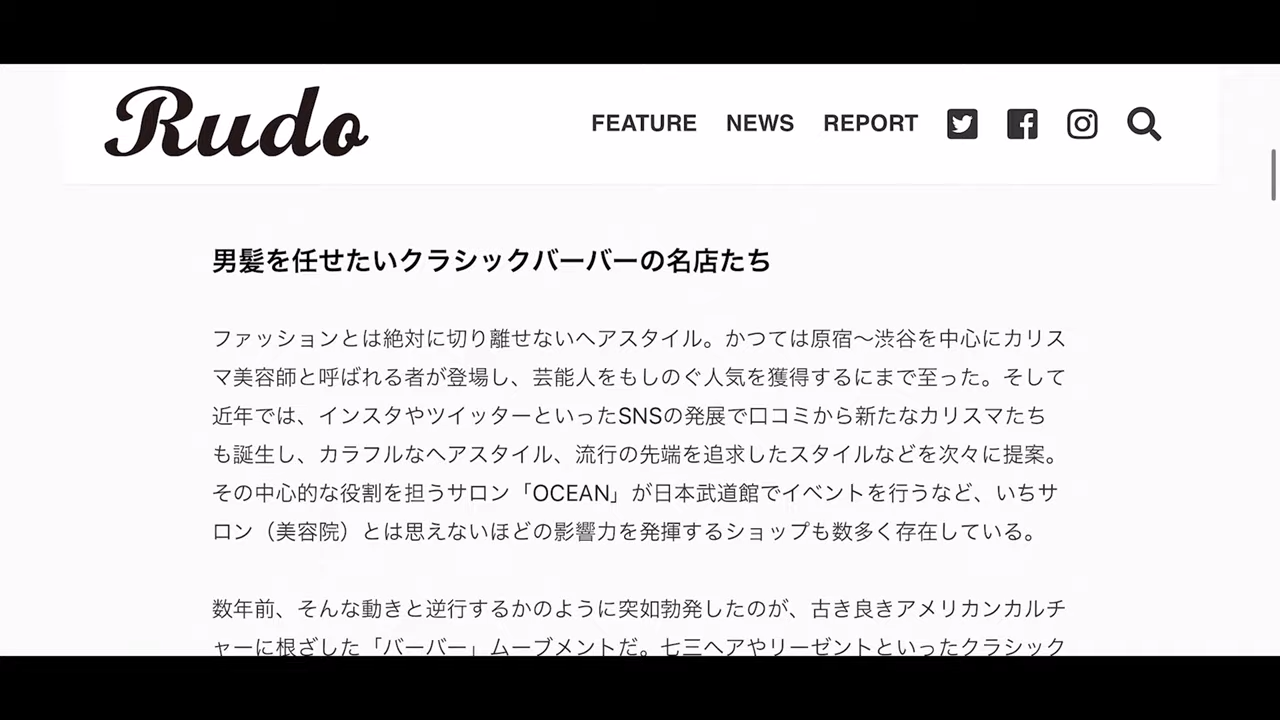 Rudo
FEATURE NEWS REPORT
男髪を任せたいクラシックバーバーの名店たち
ファッションとは絶対に切り離せないヘアスタイル。かつては原宿〜渋谷を中心にカリス
マ美容師と呼ばれる者が登場し、芸能人をもしのぐ人気を獲得するにまで至った。そして
近年では、インスタやツイッターといったSNSの発展で口コミから新たなカリスマたち
も誕生し、カラフルなヘアスタイル、流行の先端を追求したスタイルなどを次々に提案。
その中心的な役割を担うサロン「OCEAN」が日本武道館でイベントを行うなど、いちサ
ロン（美容院）とは思えないほどの影響力を発揮するショップも数多く存在している。
数年前、そんな動きと逆行するかのように突如勃発したのが、古き良きアメリカンカルチ
ャーに根ざした「バーバー」ムーブメントだ。七三ヘアやリーゼントといったクラシック